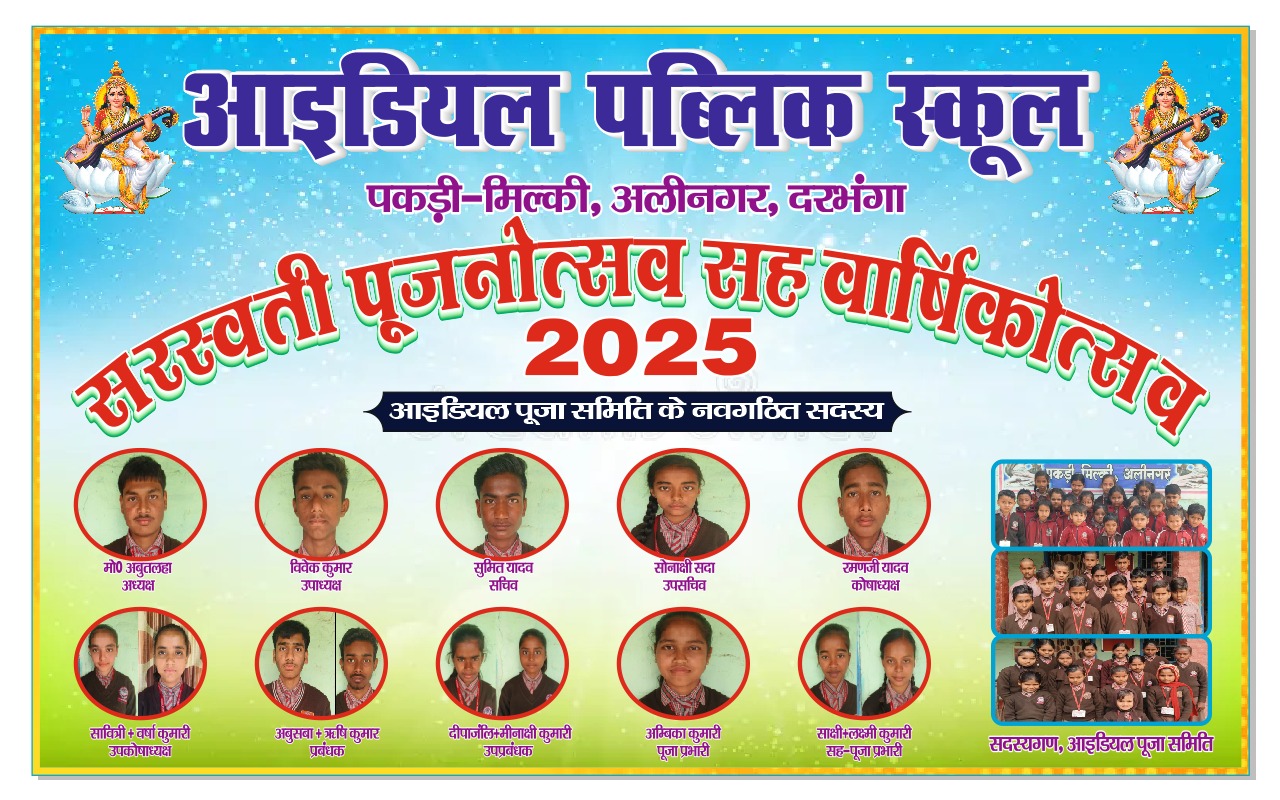 आइडियल पब्लिक स्कूल
पकड़ी-मिल्की, अलीनगर, दरभंगा
सरस्वती पूजनोत्सव सह वार्षिकोत्सव
2025
आइडियल पूजा समिति के नवगठित सदस्य
मो0 अबुतलहा
अध्यक्ष
विवेक कुमार
उपाध्यक्ष
सुमित यादव
सचिव
सोनाक्षी सदा
उपसचिव
रमणजी यादव
कोषाध्यक्ष
पकड़ी मिल्की अलीनगर
सावित्री + वर्षा कुमारी
उपकोषाध्यक्ष
अबुसबा + ऋषि कुमार
प्रबंधक
दीपाजंलि+मीनाक्षी कुमारी
उपप्रबंधक
अम्बिका कुमारी
पूजा प्रभारी
साक्षी+लक्ष्मी कुमारी
सह-पूजा प्रभारी
सदस्यगण, आइडियल पूजा समिति